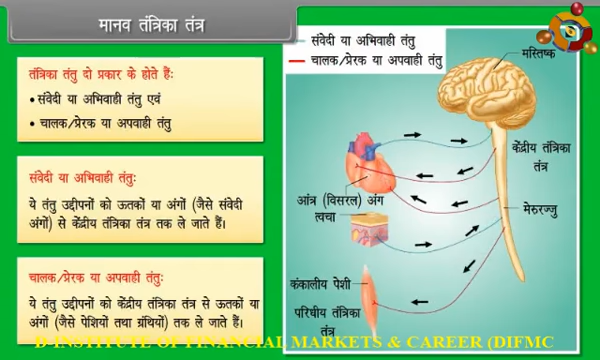 मानव तंत्रिका तंत्र
तंत्रिका तंतु दो प्रकार के होते हैं:
• संवेदी या अभिवाही तंतु एवं
• चालक/प्रेरक या अपवाही तंतु
संवेदी या अभिवाही तंतु:
ये तंतु उद्दीपनों को ऊतकों या अंगों (जैसे संवेदी
अंगों) से केंद्रीय तंत्रिका तंत्र तक ले जाते हैं।
चालक/प्रेरक या अपवाही तंतु:
ये तंतु उद्दीपनों को केंद्रीय तंत्रिका तंत्र से ऊतकों या
अंगों (जैसे पेशियों तथा ग्रंथियों) तक ले जाते हैं।
संवेदी या अभिवाही तंतु
चालक/प्रेरक या अपवाही तंतु
मस्तिष्क
केंद्रीय तंत्रिका
तंत्र
आंत्र (विसरल) अंग
त्वचा
मेरुरज्जु
कंकालीय पेशी
परिधीय तंत्रिका
तंत्र
D-INSTITUTE OF FINANCIAL MARKETS & CAREER (DIFMC